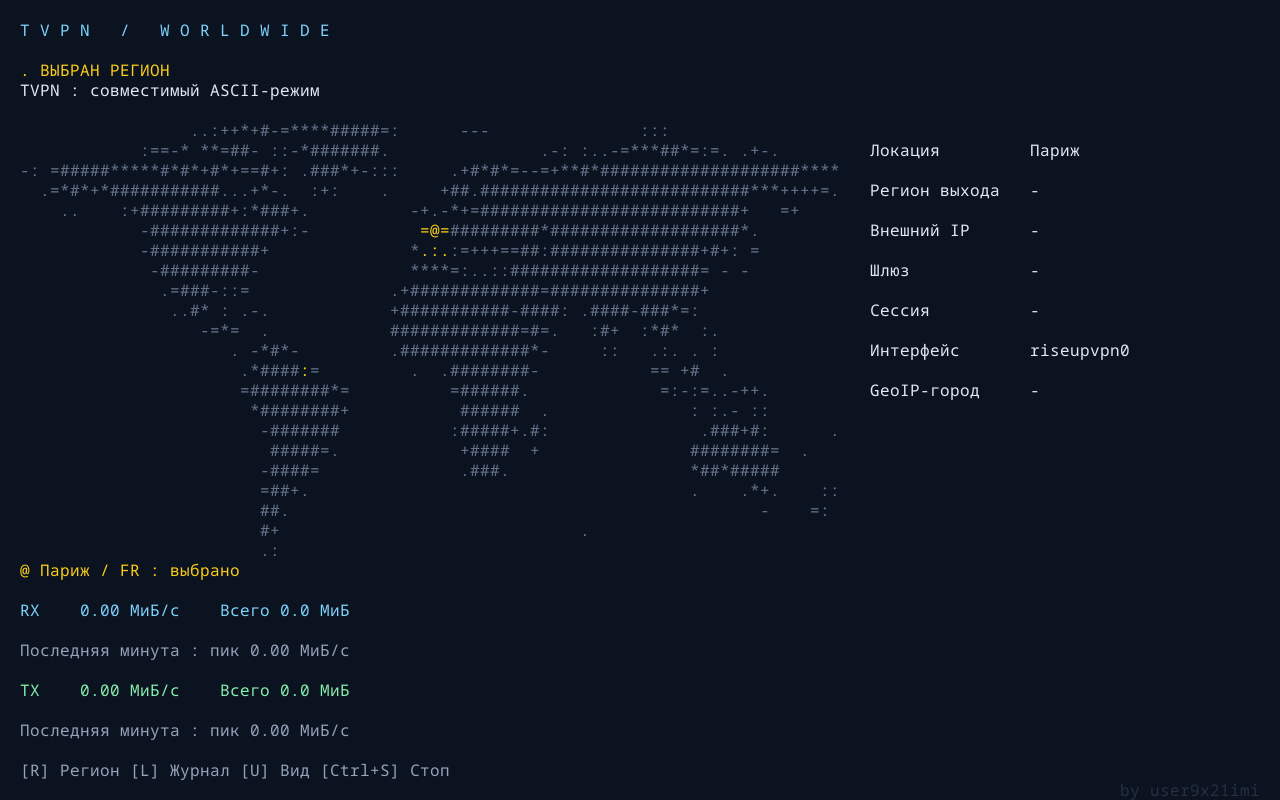 TVPN / WORLDWIDE
. ВЫБРАН РЕГИОН
TVPN : совместимый ASCII-режим
Локация Париж
Регион выхода -
Внешний IP -
Шлюз -
Сессия -
Интерфейс riseupvpn0
GeoIP-город -
@ Париж / FR : выбрано
RX 0.00 МиБ/с Всего 0.0 МиБ
Последняя минута : пик 0.00 МиБ/с
TX 0.00 МиБ/с Всего 0.0 МиБ
Последняя минута : пик 0.00 МиБ/с
[R] Регион [L] Журнал [U] Вид [Ctrl+S] Стоп
by user9x21imi